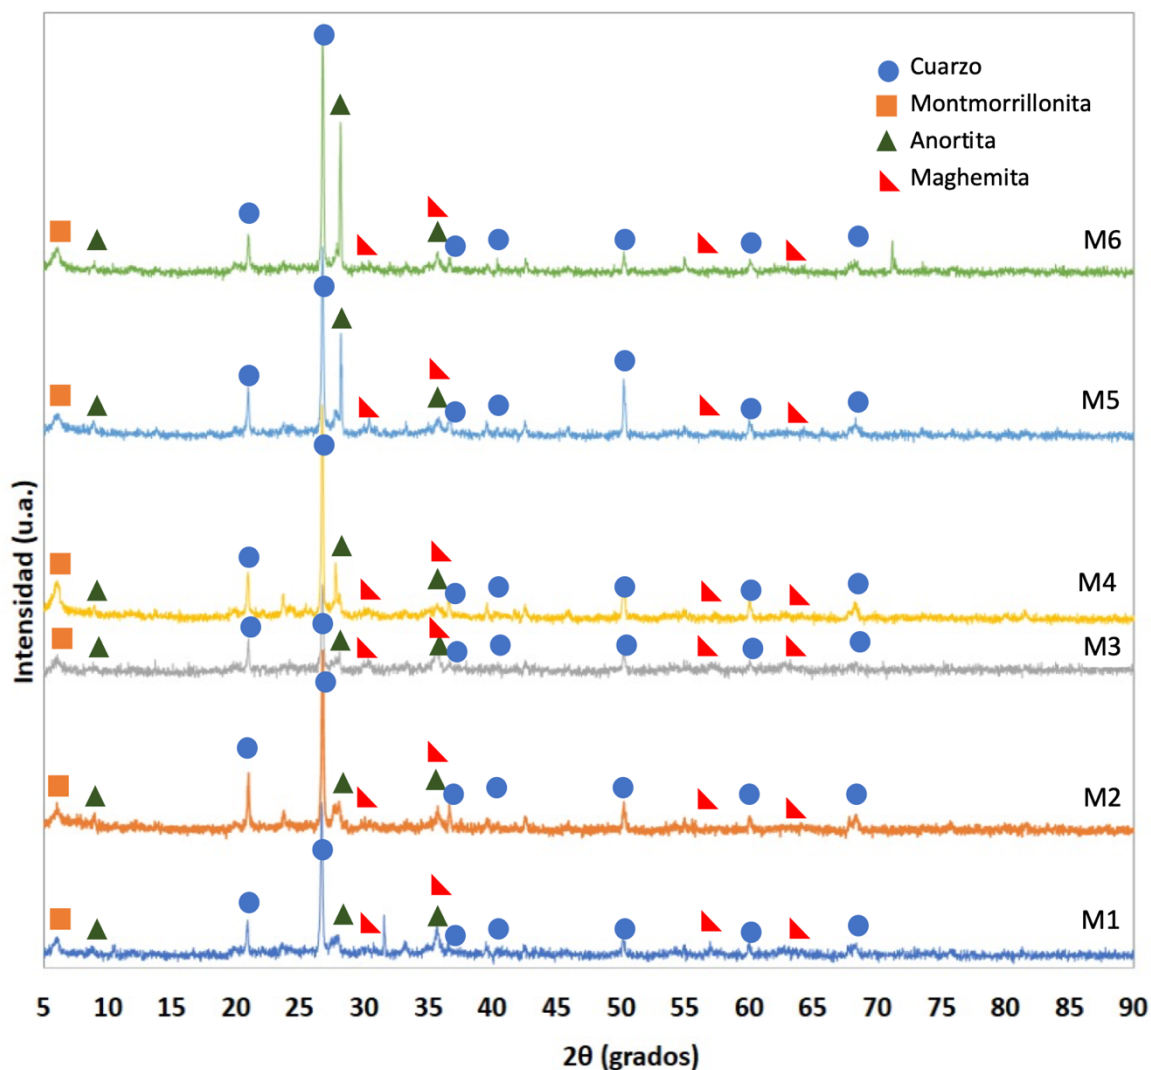 Cuarzo
Montmorrillonita
Anortita
Maghemita
M6
M5
M4
M3
M2
M1
Intensidad (u.a.)
5 10 15 20 25 30 35 40 45 50 55 60 65 70 75 80 85 90
2θ (grados)